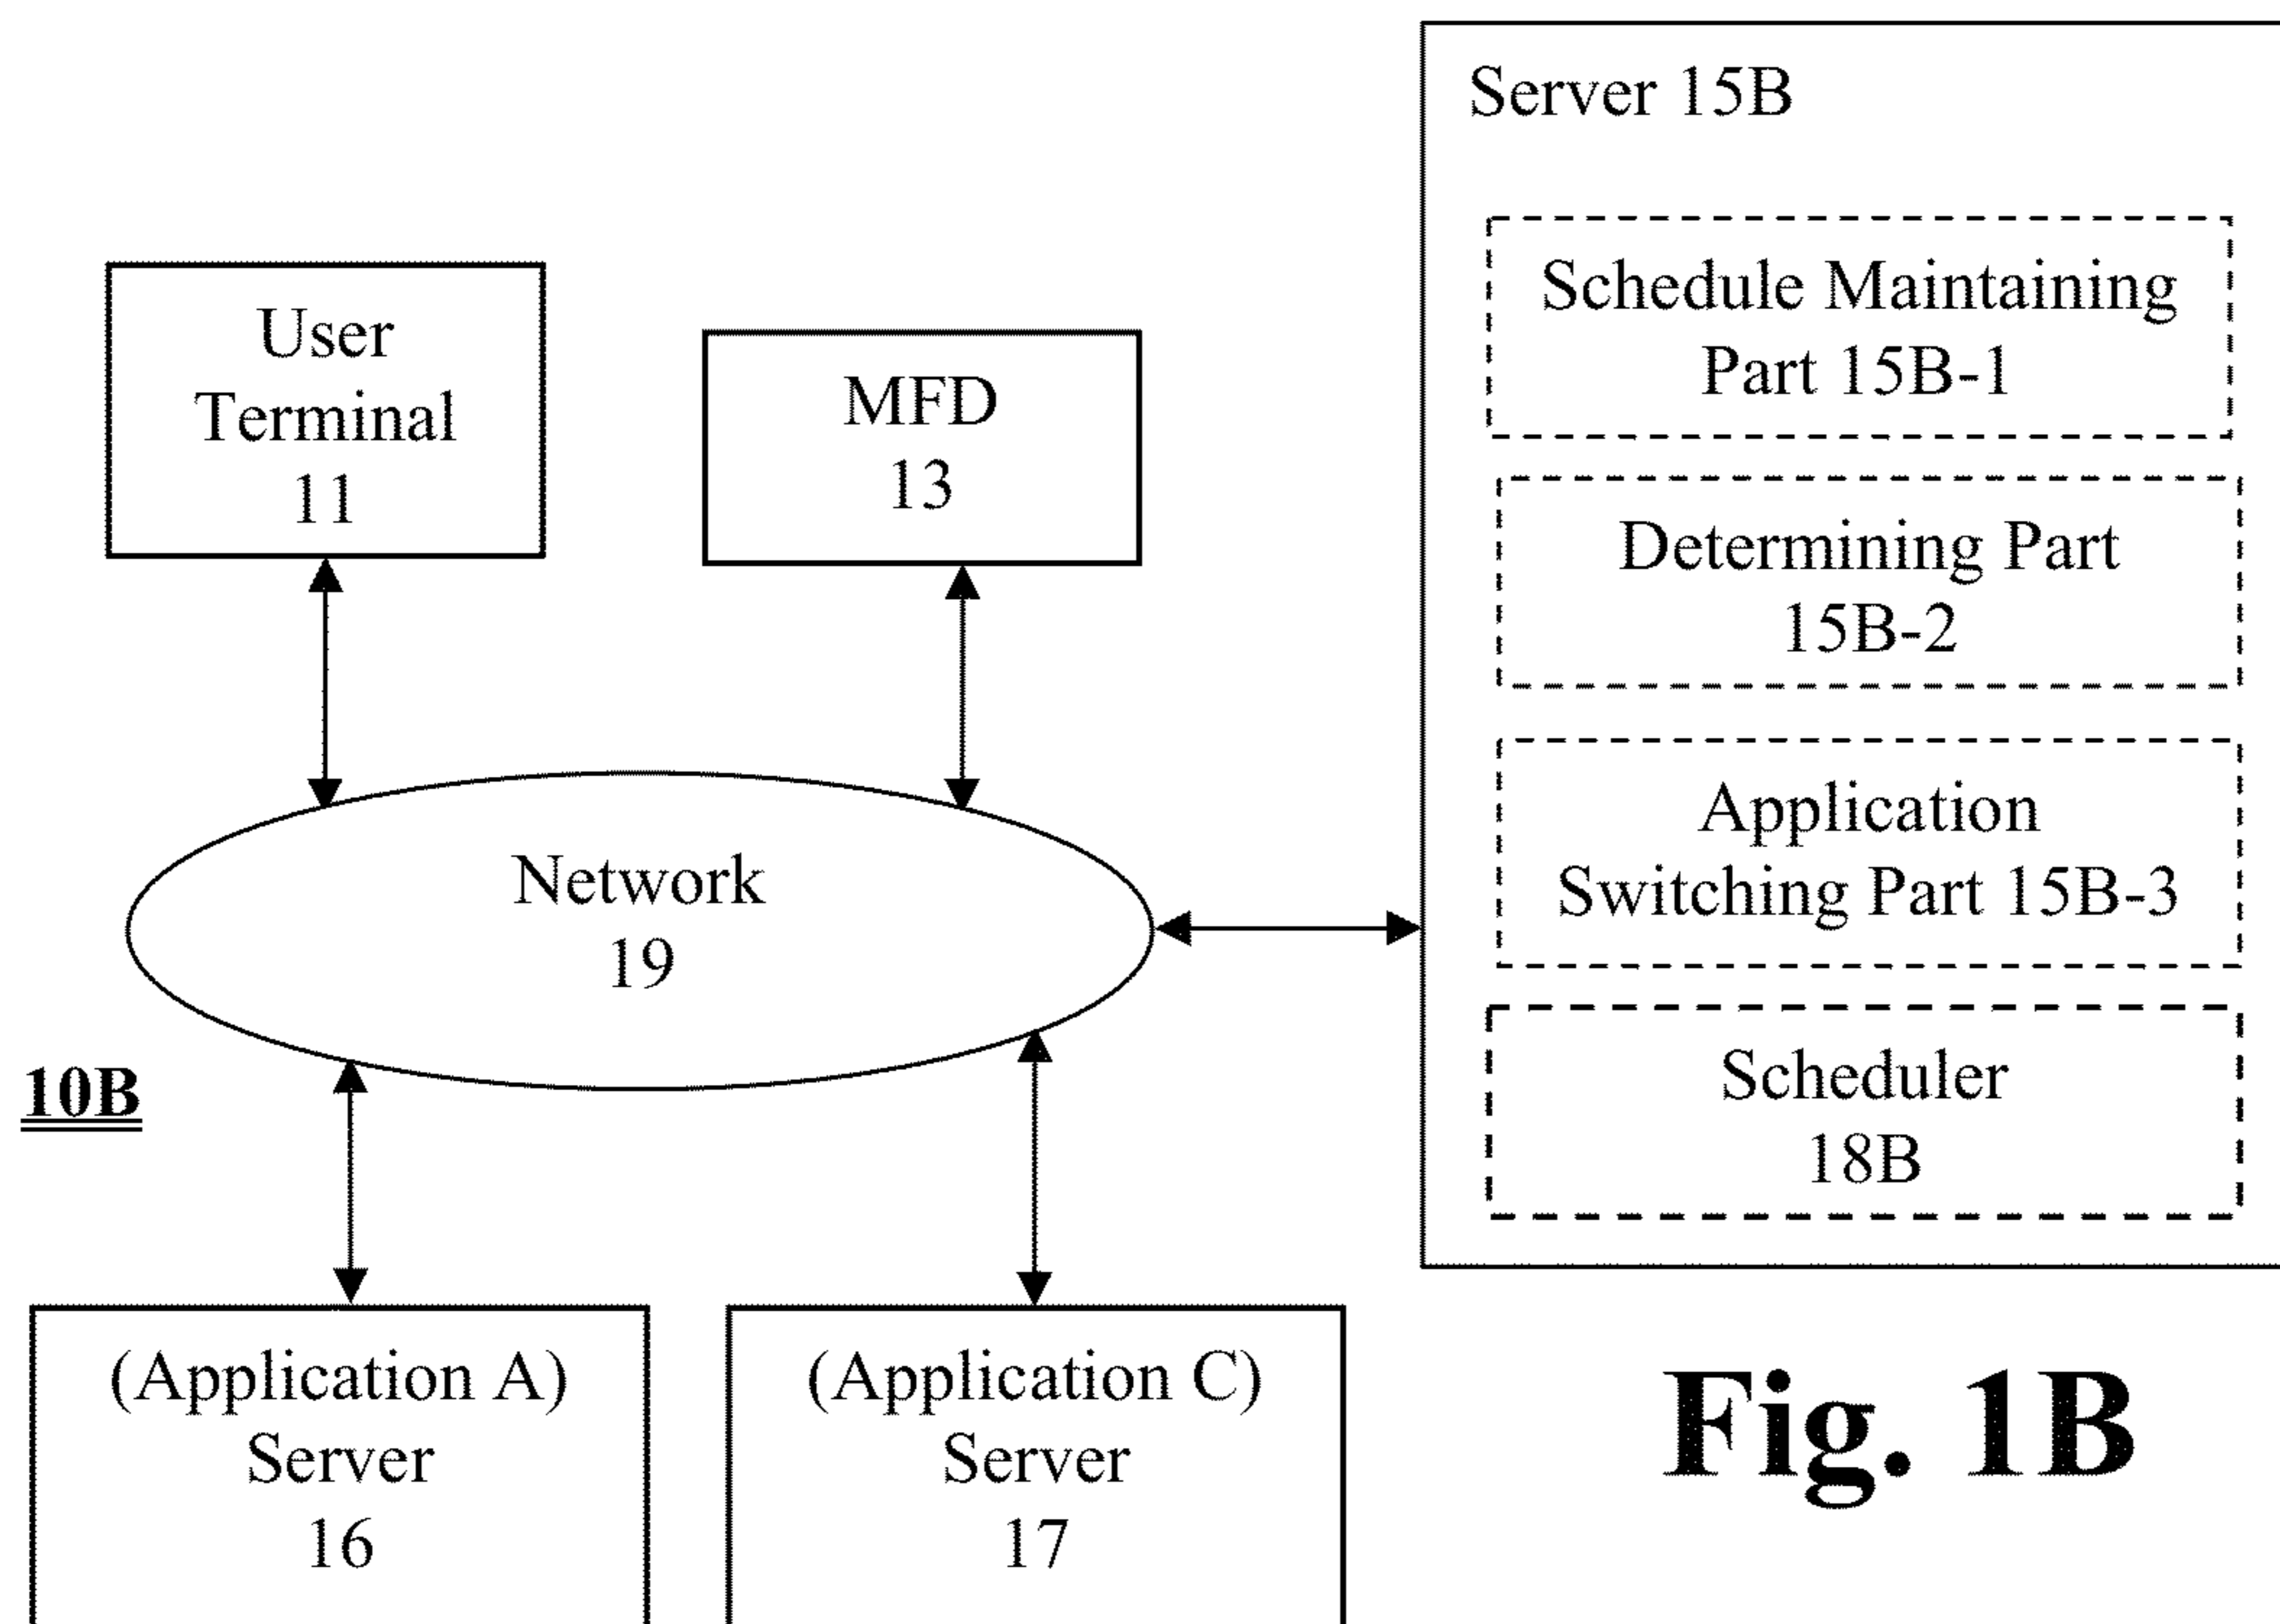 Server 15B
Schedule Maintaining
Part 15B-1
Determining Part
15B-2
Application
Switching Part 15B-3
Scheduler
18B
User
Terminal
11
MFD
13
Network
19
10B
(Application A)
Server
16
(Application C)
Server
17
Fig. 1B